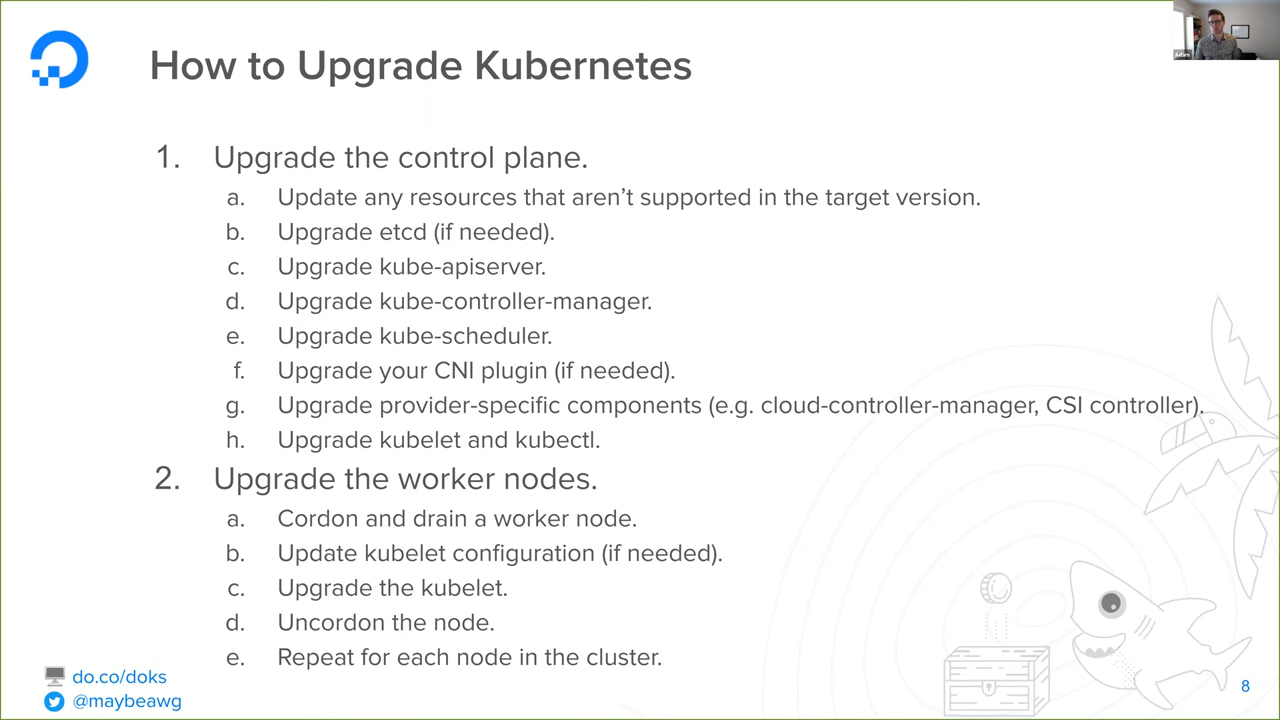 How to Upgrade Kubernetes
1. Upgrade the control plane.
a. Update any resources that aren’t supported in the target version.
b. Upgrade etcd (if needed).
c. Upgrade kube-apiserver.
d. Upgrade kube-controller-manager.
e. Upgrade kube-scheduler.
f. Upgrade your CNI plugin (if needed).
g. Upgrade provider-specific components (e.g. cloud-controller-manager, CSI controller).
h. Upgrade kubelet and kubectl.
2. Upgrade the worker nodes.
a. Cordon and drain a worker node.
b. Update kubelet configuration (if needed).
c. Upgrade the kubelet.
d. Uncordon the node.
e. Repeat for each node in the cluster.
do.co/doks
@maybeawg
8
Adam